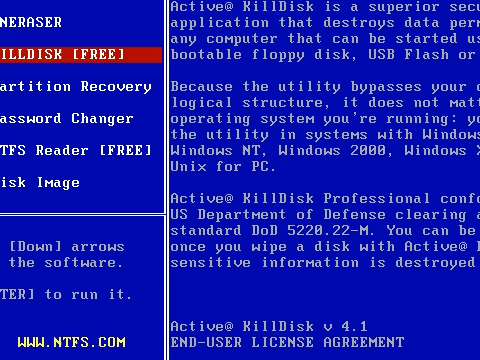 NERASER
ILLDISK [FREE]
artition Recovery
assword Changer
TFS Reader [FREE]
isk Image
[Down] arrows
the software.
TER] to run it.
WWW.NTFS.COM
Active@ KillDisk is a superior secu
application that destroys data perm
any computer that can be started us
bootable floppy disk, USB Flash or
Because the utility bypasses your o
logical structure, it does not matt
operating system you're running: yo
the utility in systems with Windows
Windows NT, Windows 2000, Windows X
Unix for PC.
Active@ KillDisk Professional confo
US Department of Defense clearing a
standard DoD 5220.22-M. You can be
once you wipe a disk with Active@
sensitive information is destroyed
Active@ KillDisk v 4.1
END-USER LICENSE AGREEMENT